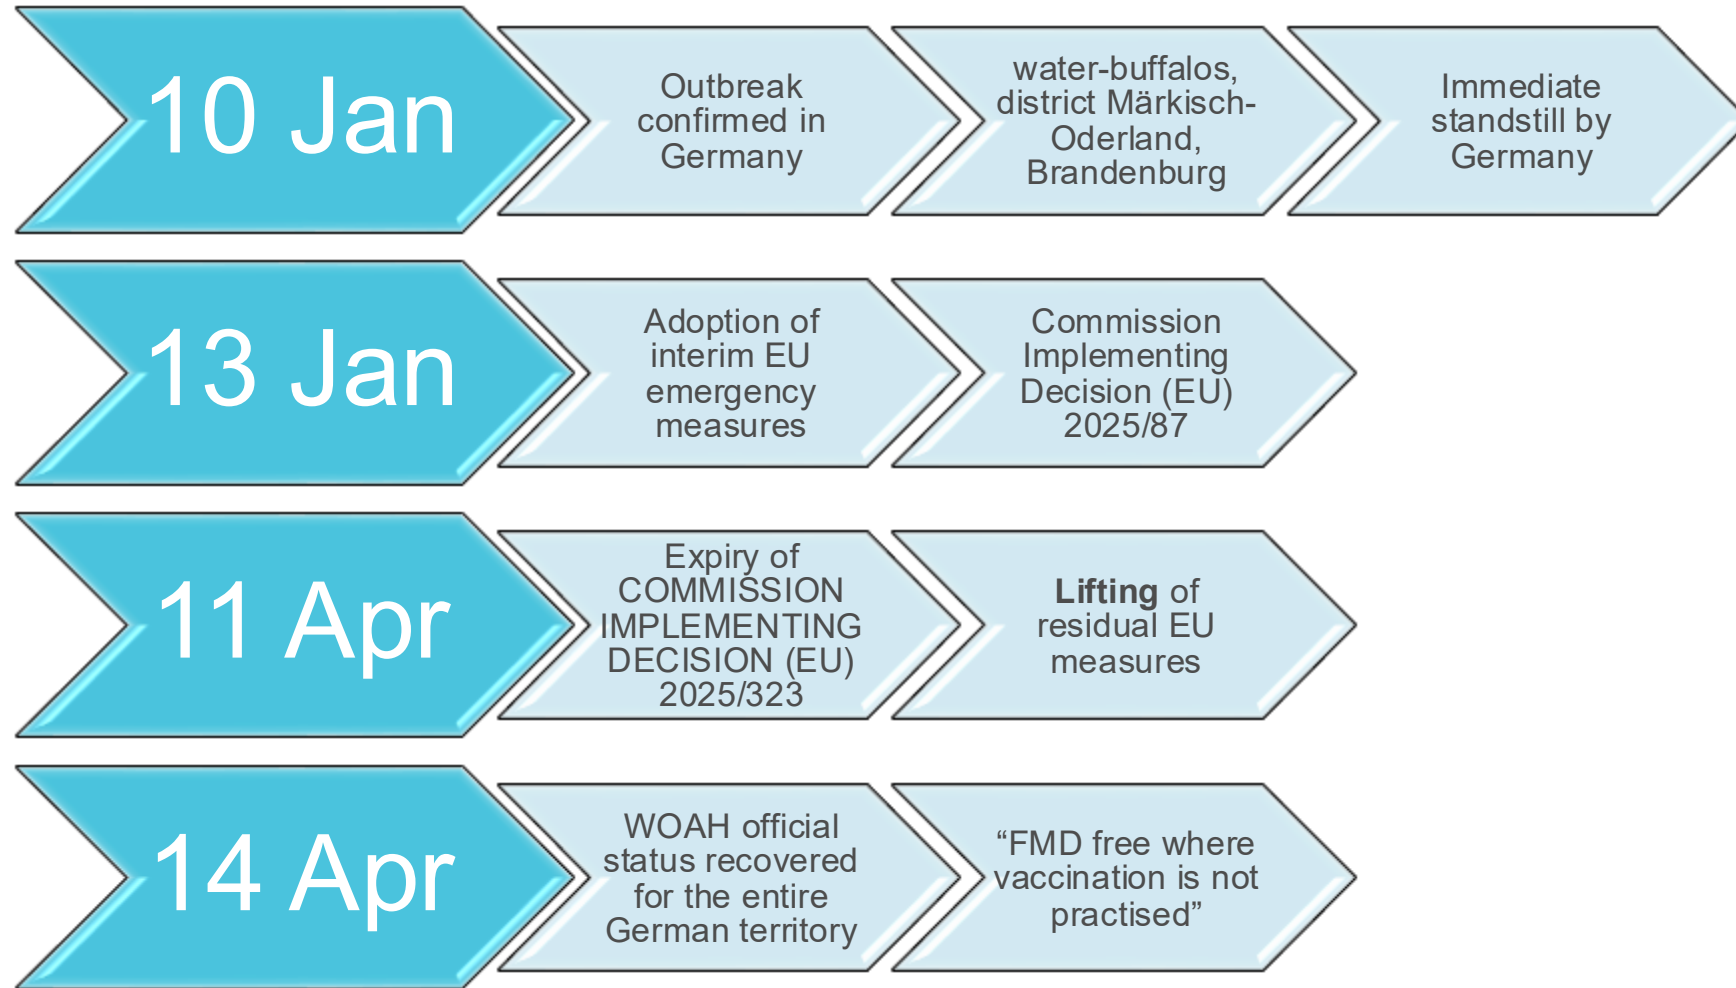 10 Jan
Outbreak
confirmed in
Germany
water-buffalos,
district Märkisch-
Oderland,
Brandenburg
Immediate
standstill by
Germany
13 Jan
Adoption of
interim EU
emergency
measures
Commission
Implementing
Decision (EU)
2025/87
11 Apr
Expiry of
COMMISSION
IMPLEMENTING
DECISION (EU)
2025/323
Lifting of
residual EU
measures
14 Apr
WOAH official
status recovered
for the entire
German territory
“FMD free where
vaccination is not
practised”